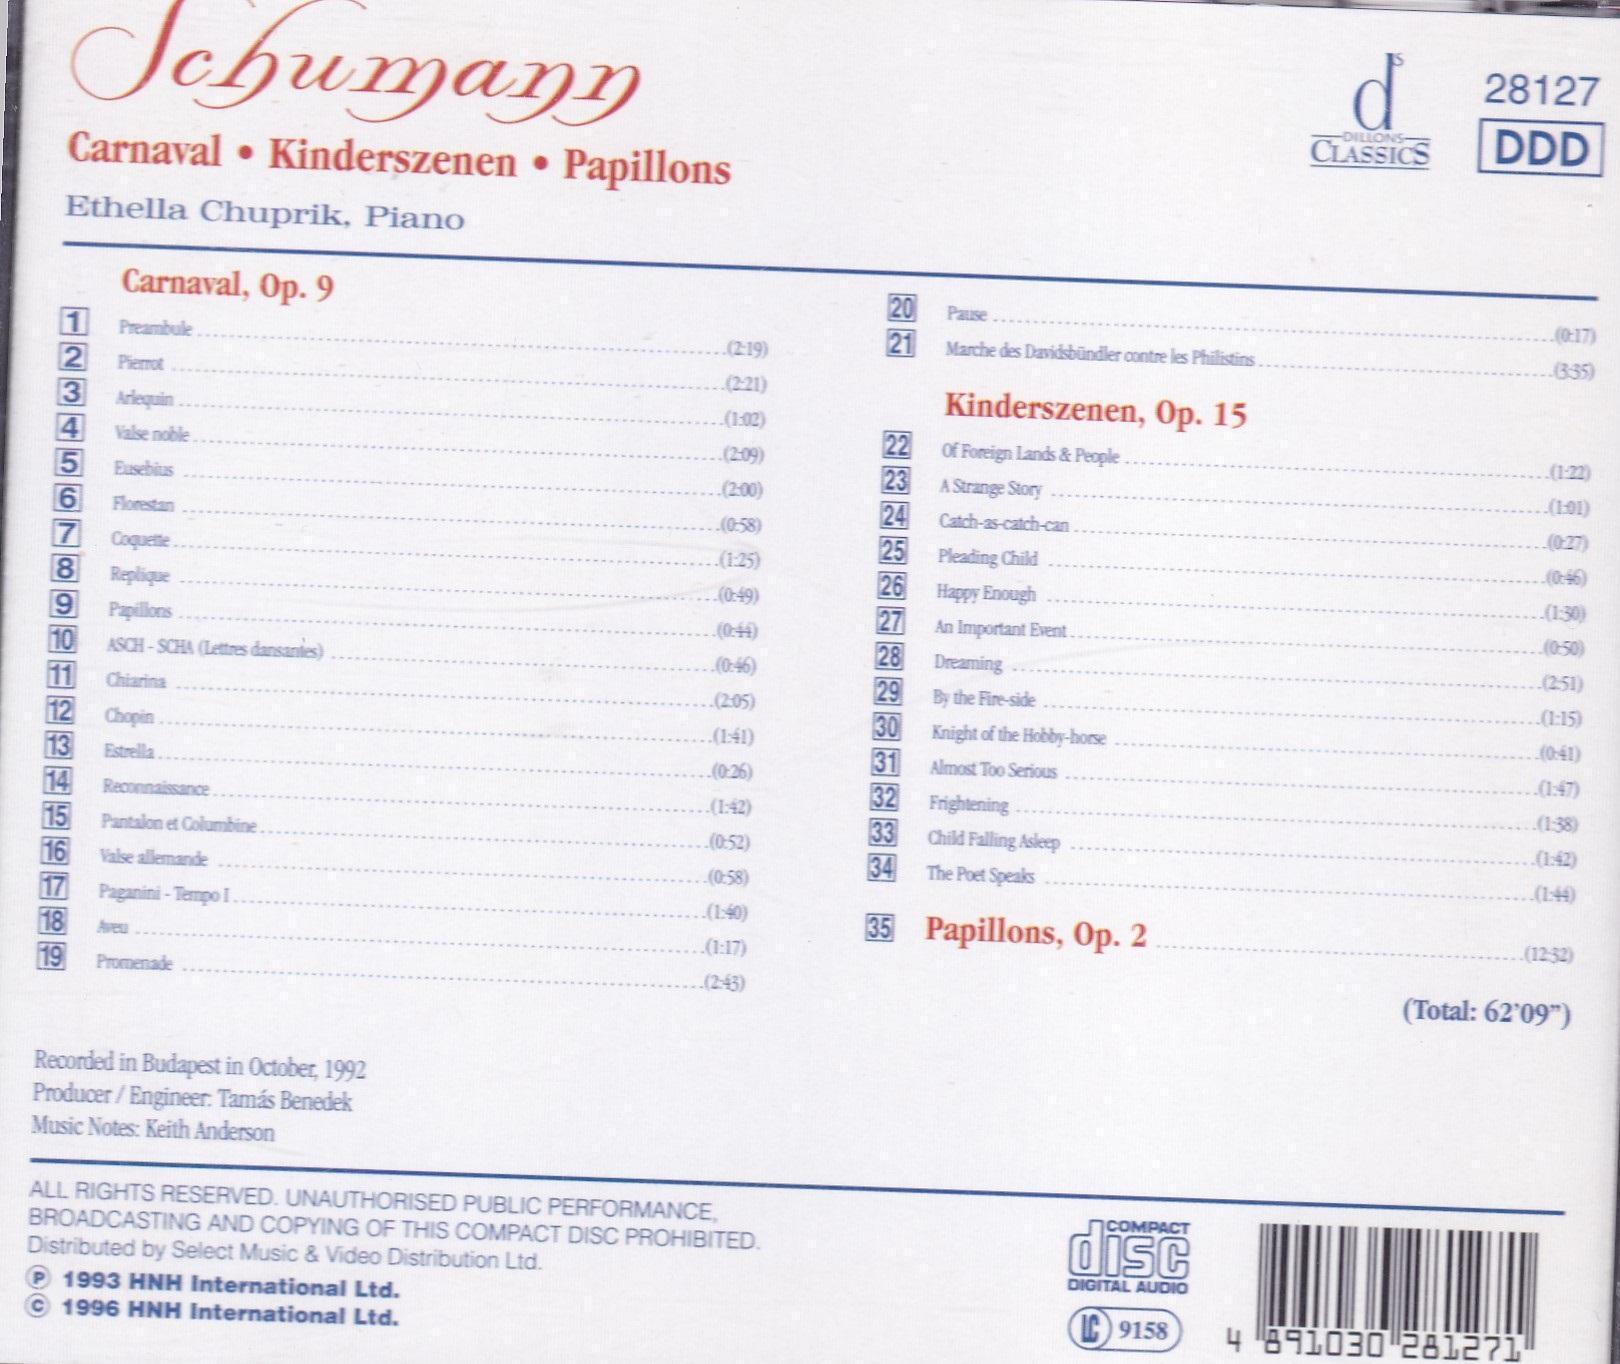 Schumann
Carnaval • Kinderszenen • Papillons
Ethella Chuprik, Piano
ds
DILLONS
CLASSICS
28127
DDD
Carnaval, Op. 9
1 Preambule (2:19)
2 Pierrot (2:21)
3 Arlequin (1:02)
4 Valse noble (2:09)
5 Eusebius (2:00)
6 Florestan (0:58)
7 Coquette (1:25)
8 Replique (0:49)
9 Papillons (0:44)
10 ASCH - SCHA (Lettres dansantes) (0:46)
11 Chiarina (2:05)
12 Chopin (1:41)
13 Estrella (0:26)
14 Reconnaissance (1:42)
15 Pantalon et Columbine (0:52)
16 Valse allemande (0:58)
17 Paganini - Tempo I (1:40)
18 Aveu (1:17)
19 Promenade (2:43)
20 Pause (0:17)
21 Marche des Davidsbündler contre les Philistins (3:35)
Kinderszenen, Op. 15
22 Of Foreign Lands & People (1:22)
23 A Strange Story (1:01)
24 Catch-as-catch-can (0:27)
25 Pleading Child (0:46)
26 Happy Enough (1:30)
27 An Important Event (0:50)
28 Dreaming (2:51)
29 By the Fire-side (1:15)
30 Knight of the Hobby-horse (0:41)
31 Almost Too Serious (1:47)
32 Frightening (1:38)
33 Child Falling Asleep (1:42)
34 The Poet Speaks (1:44)
35 Papillons, Op. 2 (12:32)
(Total: 62'09")
Recorded in Budapest in October, 1992
Producer / Engineer: Tamás Benedek
Music Notes: Keith Anderson
ALL RIGHTS RESERVED. UNAUTHORISED PUBLIC PERFORMANCE,
BROADCASTING AND COPYING OF THIS COMPACT DISC PROHIBITED.
Distributed by Select Music & Video Distribution Ltd.
℗ 1993 HNH International Ltd.
© 1996 HNH International Ltd.
COMPACT
disc
DIGITAL AUDIO
LC 9158
4 891030 281271